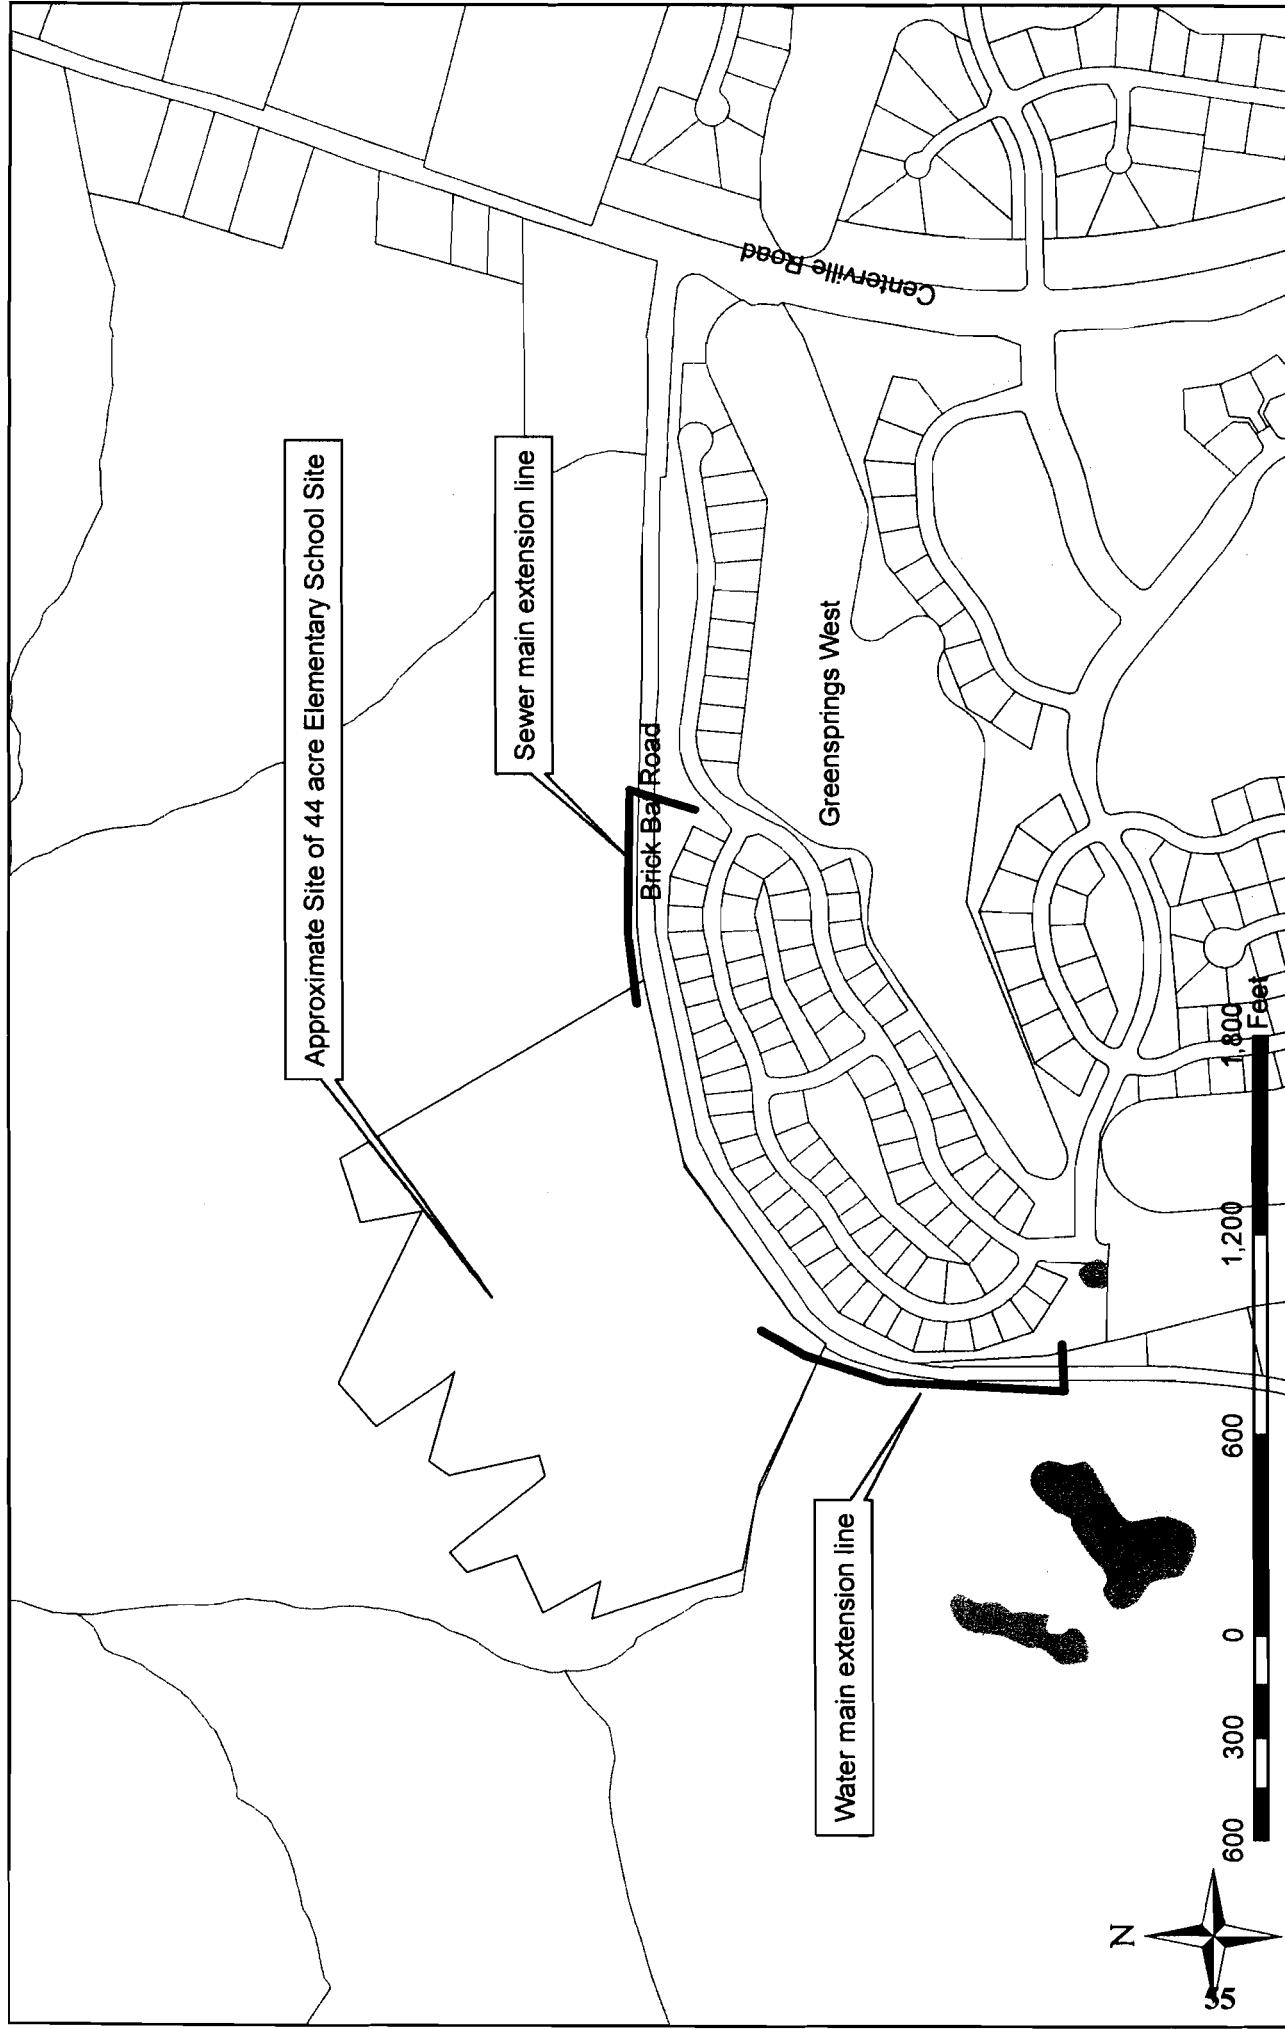 Approximate Site of 44 acre Elementary School Site
Sewer main extension line
Brick Bat Road
Centerville Road
Greensprings West
Water main extension line
N
600 300 0 600 1,200 1,800
Feet
55